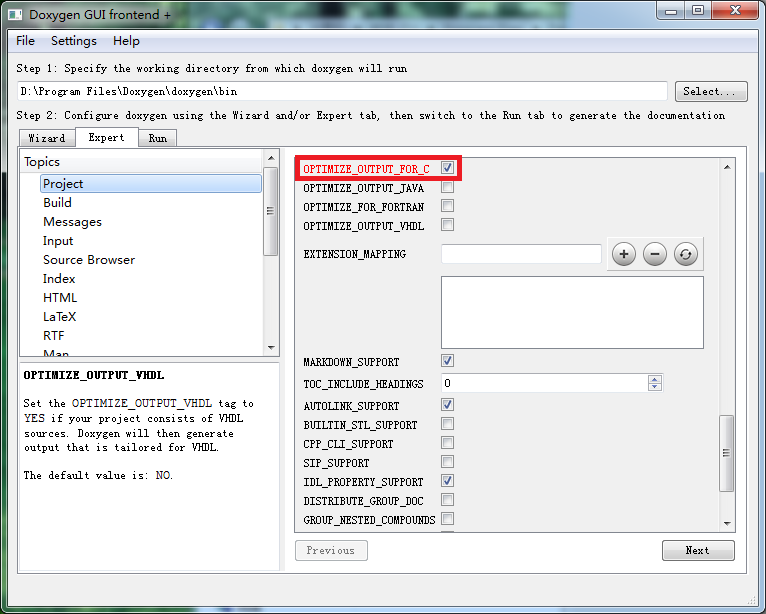 Doxygen GUI frontend +
File Settings Help
Step 1: Specify the working directory from which doxygen will run
D:\Program Files\Doxygen\doxygen\bin
Select...
Step 2: Configure doxygen using the Wizard and/or Expert tab, then switch to the Run tab to generate the documentation
Wizard Expert Run
Topics
Project
Build
Messages
Input
Source Browser
Index
HTML
LaTeX
RTF
Man
OPTIMIZE_OUTPUT_VHDL
Set the OPTIMIZE_OUTPUT_VHDL tag to
YES if your project consists of VHDL
sources. Doxygen will then generate
output that is tailored for VHDL.
The default value is: NO.
OPTIMIZE_OUTPUT_FOR_C
OPTIMIZE_OUTPUT_JAVA
OPTIMIZE_FOR_FORTRAN
OPTIMIZE_OUTPUT_VHDL
EXTENSION_MAPPING
MARKDOWN_SUPPORT
TOC_INCLUDE_HEADINGS 0
AUTOLINK_SUPPORT
BUILTIN_STL_SUPPORT
CPP_CLI_SUPPORT
SIP_SUPPORT
IDL_PROPERTY_SUPPORT
DISTRIBUTE_GROUP_DOC
GROUP_NESTED_COMPOUNDS
Previous Next